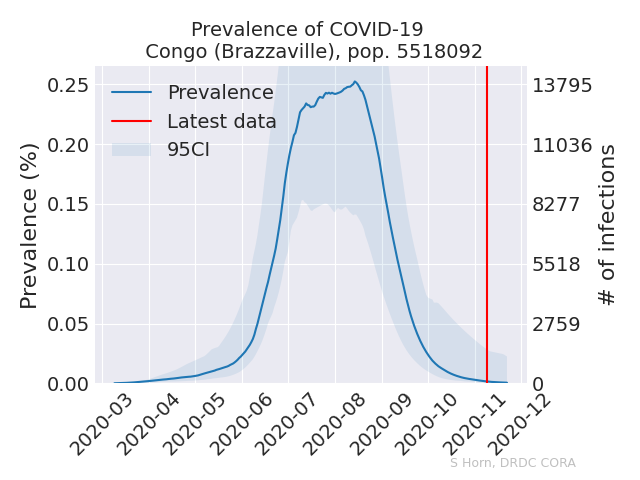 Prevalence of COVID-19
Congo (Brazzaville), pop. 5518092
Prevalence
Latest data
95CI
Prevalence (%)
0.25
0.20
0.15
0.10
0.05
0.00
13795
11036
8277
5518
2759
0
# of infections
2020-03
2020-04
2020-05
2020-06
2020-07
2020-08
2020-09
2020-10
2020-11
2020-12
S Horn, DRDC CORA